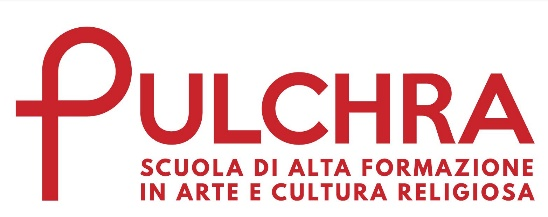 PULCHRA
SCUOLA DI ALTA FORMAZIONE
IN ARTE E CULTURA RELIGIOSA